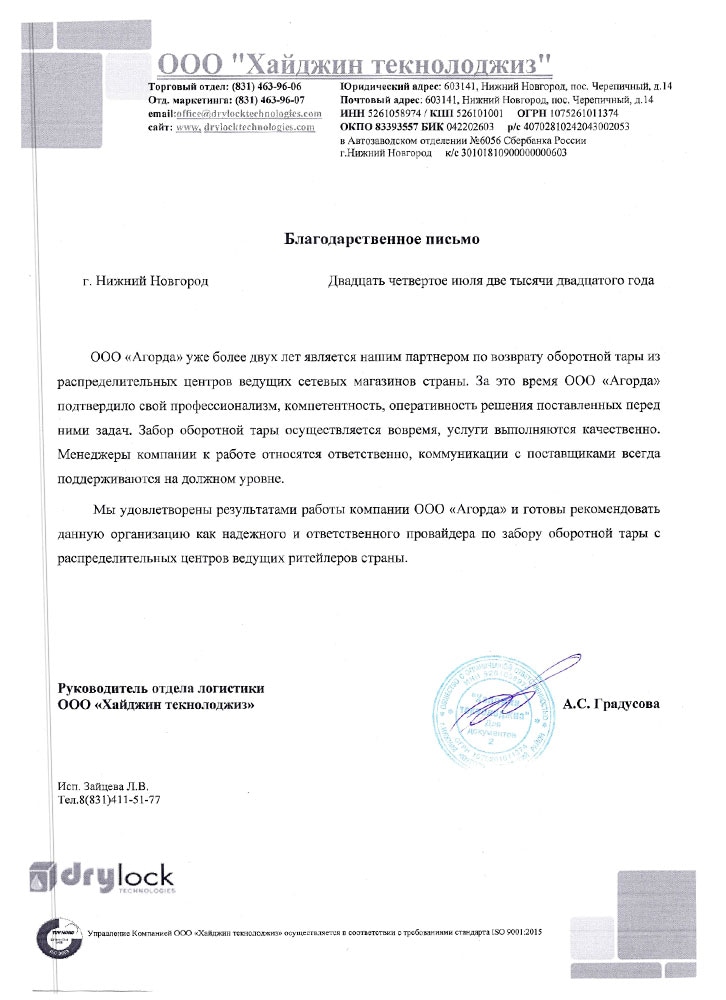 ООО "Хайджин текнолоджиз"
Торговый отдел: (831) 463-96-06
Отд. маркетинга: (831) 463-96-07
email:office@drylocktechnologies.com
сайт: www. drylocktechnologies.com
Юридический адрес: 603141, Нижний Новгород, пос. Черепичный, д.14
Почтовый адрес: 603141, Нижний Новгород, пос. Черепичный, д.14
ИНН 5261058974 / КПП 526101001 ОГРН 1075261011374
ОКПО 83393557 БИК 042202603 р/с 40702810242043002053
в Автозаводском отделении №6056 Сбербанка России
г.Нижний Новгород к/с 30101810900000000603
Благодарственное письмо
г. Нижний Новгород Двадцать четвертое июля две тысячи двадцатого года
ООО «Агорда» уже более двух лет является нашим партнером по возврату оборотной тары из
распределительных центров ведущих сетевых магазинов страны. За это время ООО «Агорда»
подтвердило свой профессионализм, компетентность, оперативность решения поставленных перед
ними задач. Забор оборотной тары осуществляется вовремя, услуги выполняются качественно.
Менеджеры компании к работе относятся ответственно, коммуникации с поставщиками всегда
поддерживаются на должном уровне.
Мы удовлетворены результатами работы компании ООО «Агорда» и готовы рекомендовать
данную организацию как надежного и ответственного провайдера по забору оборотной тары с
распределительных центров ведущих ритейлеров страны.
Руководитель отдела логистики
ООО «Хайджин текнолоджиз»
А.С. Градусова
Для
документов
2
Исп. Зайцева Л.В.
Тел.8(831)411-51-77
drylock
TECHNOLOGIES
Управление Компанией ООО «Хайджин текнолоджиз» осуществляется в соответствии с требованиями стандарта ISO 9001:2015